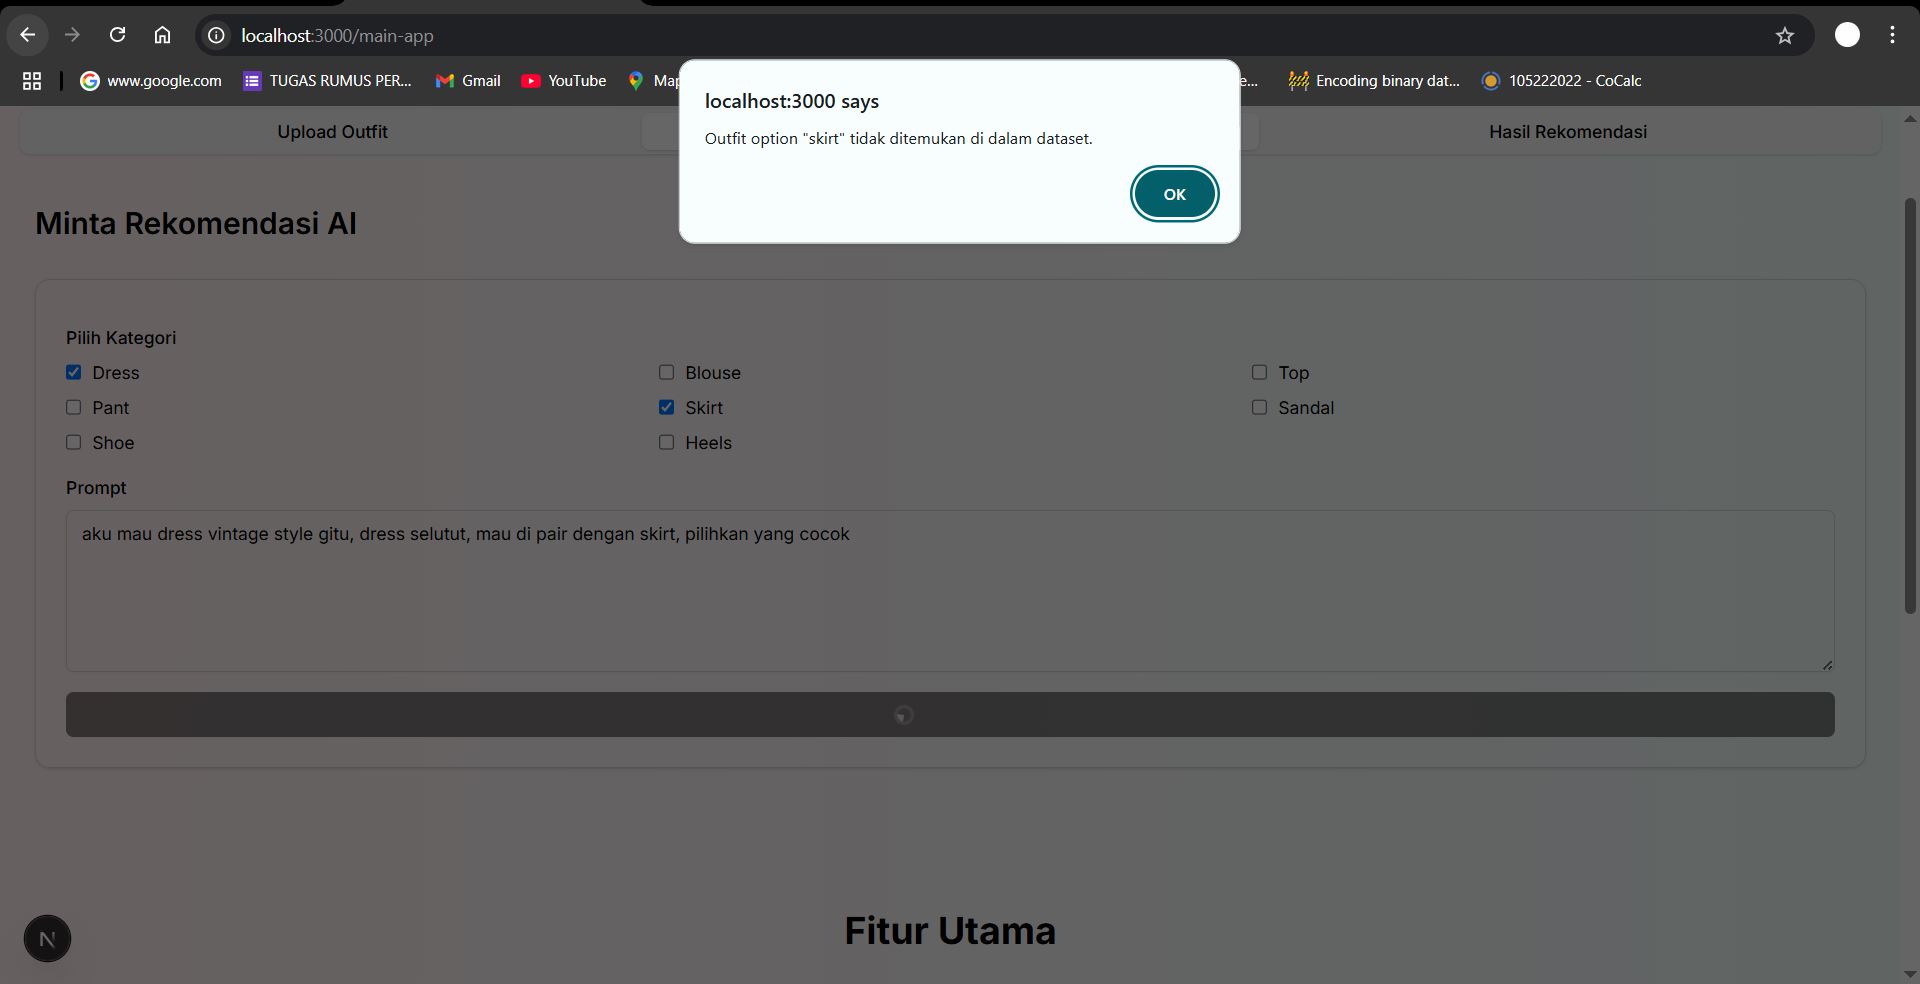 localhost:3000/main-app
www.google.com
TUGAS RUMUS PER...
Gmail
YouTube
Encoding binary dat...
105222022 - CoCalc
localhost:3000 says
Outfit option "skirt" tidak ditemukan di dalam dataset.
OK
Upload Outfit
Hasil Rekomendasi
Minta Rekomendasi AI
Pilih Kategori
Dress
Blouse
Top
Pant
Skirt
Sandal
Shoe
Heels
Prompt
aku mau dress vintage style gitu, dress selutut, mau di pair dengan skirt, pilihkan yang cocok
Fitur Utama
N